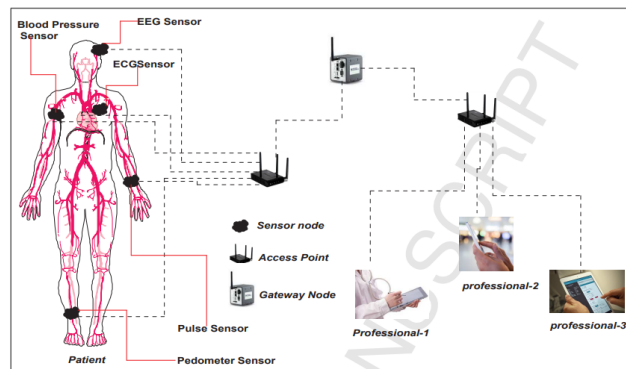 Blood Pressure
Sensor
EEG Sensor
ECGSensor
Sensor node
Access Point
Gateway Node
Pulse Sensor
Patient
Pedometer Sensor
Professional-1
professional-2
professional-3
NCSCRIPT